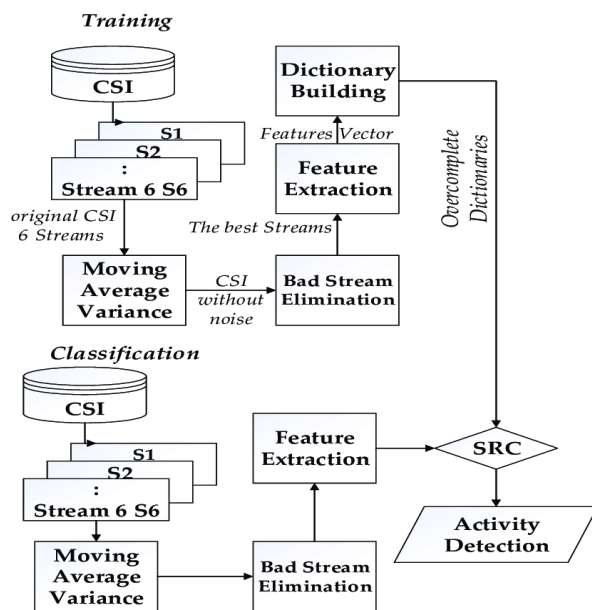 Training
CSI
S1
S2
:
Stream 6 S6
original CSI
6 Streams
Moving
Average
Variance
CSI
without
noise
Bad Stream
Elimination
The best Streams
Feature
Extraction
Features Vector
Dictionary
Building
Overcomplete
Dictionaries
Classification
CSI
S1
S2
:
Stream 6 S6
Moving
Average
Variance
Bad Stream
Elimination
Feature
Extraction
SRC
Activity
Detection